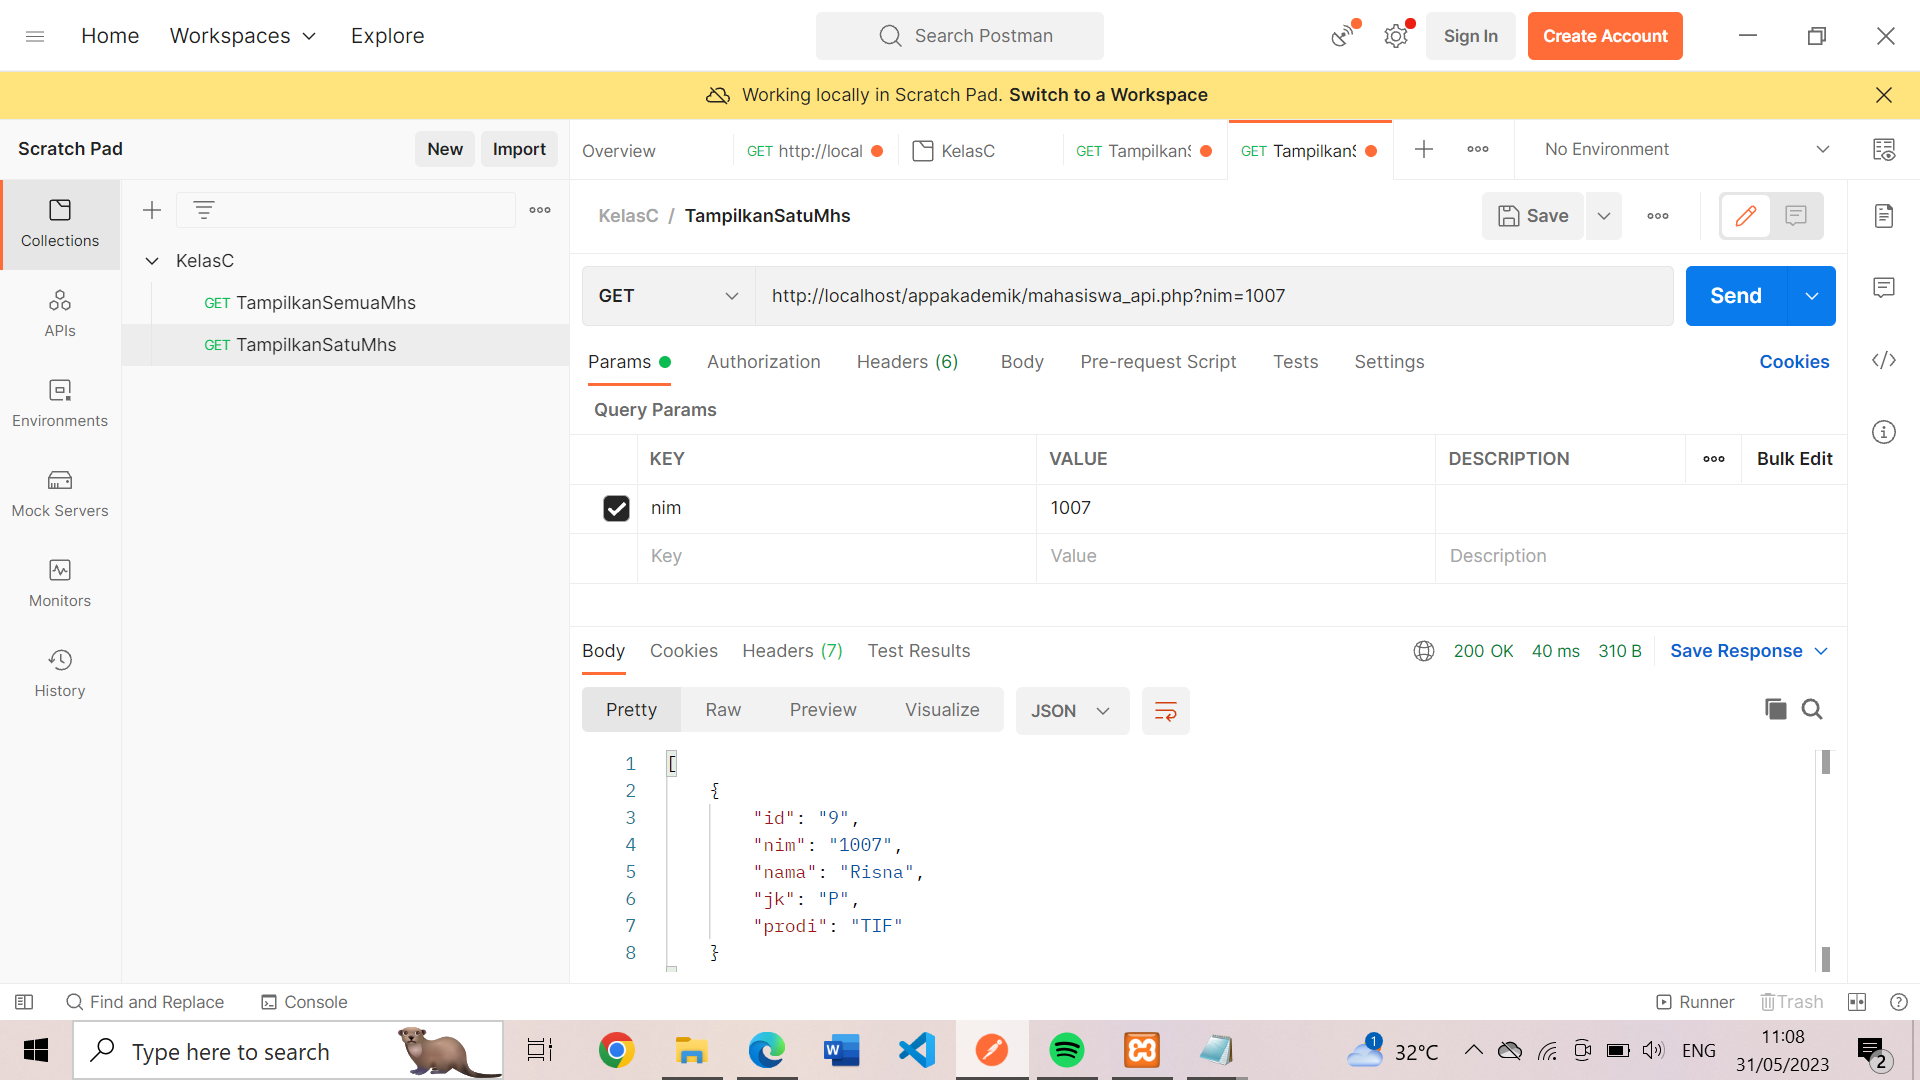 Home
Workspaces
Explore
Search Postman
Sign In
Create Account
Working locally in Scratch Pad. Switch to a Workspace
Scratch Pad
New
Import
Overview
GET http://local
KelasC
GET TampilkanS
GET TampilkanS
No Environment
Collections
APIs
Environments
Mock Servers
Monitors
History
KelasC
GET TampilkanSemuaMhs
GET TampilkanSatuMhs
KelasC / TampilkanSatuMhs
Save
GET
http://localhost/appakademik/mahasiswa_api.php?nim=1007
Send
Params
Authorization
Headers (6)
Body
Pre-request Script
Tests
Settings
Cookies
Query Params
KEY
VALUE
DESCRIPTION
Bulk Edit
nim
1007
Key
Value
Description
Body
Cookies
Headers (7)
Test Results
200 OK
40 ms
310 B
Save Response
Pretty
Raw
Preview
Visualize
JSON
1 [
2 {
3 "id": "9",
4 "nim": "1007",
5 "nama": "Risna",
6 "jk": "P",
7 "prodi": "TIF"
8 }
Find and Replace
Console
Runner
Trash
Type here to search
1
32°C
ENG
11:08
31/05/2023
2